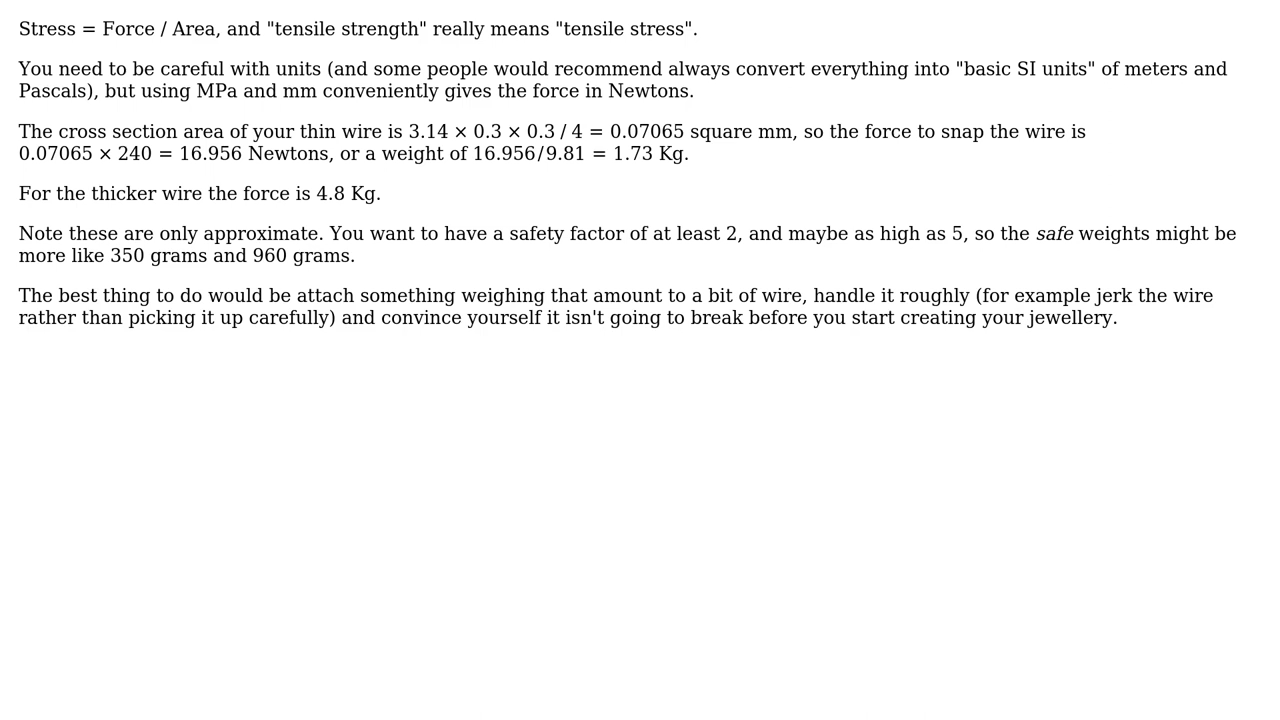 Stress = Force / Area, and "tensile strength" really means "tensile stress".
You need to be careful with units (and some people would recommend always convert everything into "basic SI units" of meters and
Pascals), but using MPa and mm conveniently gives the force in Newtons.
The cross section area of your thin wire is 3.14 × 0.3 × 0.3 / 4 = 0.07065 square mm, so the force to snap the wire is
0.07065 × 240 = 16.956 Newtons, or a weight of 16.956/9.81 = 1.73 Kg.
For the thicker wire the force is 4.8 Kg.
Note these are only approximate. You want to have a safety factor of at least 2, and maybe as high as 5, so the safe weights might be
more like 350 grams and 960 grams.
The best thing to do would be attach something weighing that amount to a bit of wire, handle it roughly (for example jerk the wire
rather than picking it up carefully) and convince yourself it isn't going to break before you start creating your jewellery.